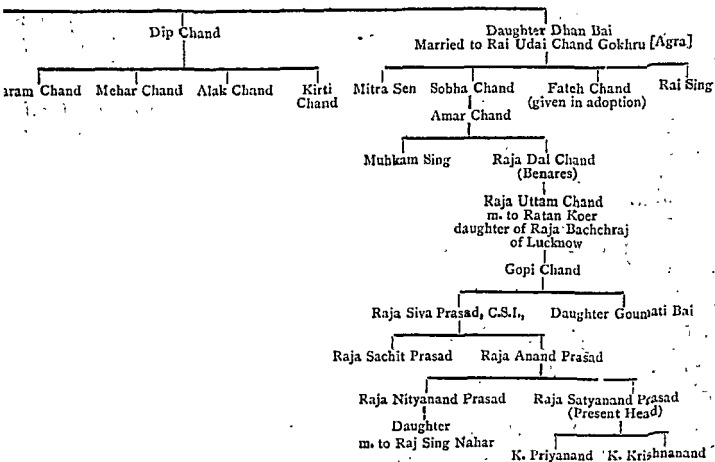 Dip Chand
Daughter Dhan Bai
Married to Rai Udai Chand Gokhru [Agra]
Chand Mehar Chand Alak Chand Kirti Chand
Mitra Sen Sobha Chand Fateh Chand (given in adoption) Rai Sing
Amar Chand
Muhkam Sing Raja Dal Chand
(Benares)
Raja Uttam Chand
m. to Ratan Koer
daughter of Raja Bachchraj
of Lucknow
Gopi Chand
Raja Siva Prasad, C.S.I., Daughter Goumati Bai
Raja Sachit Prasad Raja Anand Prasad
Raja Nityanand Prasad Raja Satyanand Prasad
(Present Head)
Daughter
m. to Raj Sing Nahar
K. Priyanand K. Krishnanand